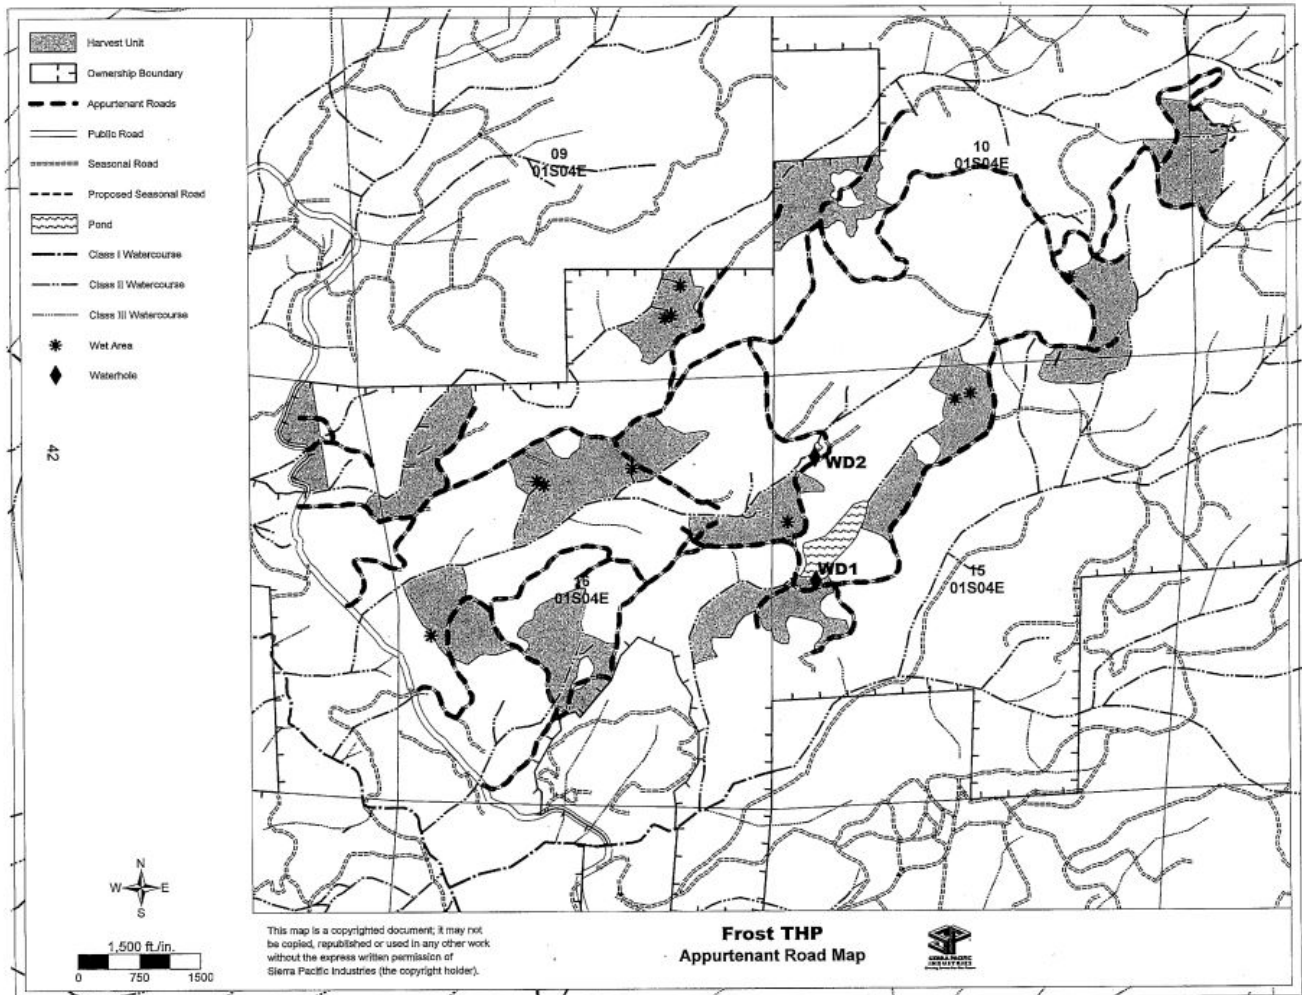 Harvest Unit
Ownership Boundary
Appurtenant Roads
Public Road
Seasonal Road
Proposed Seasonal Road
Pond
Class I Watercourse
Class II Watercourse
Class III Watercourse
Wet Area
Waterhole
42
09
01S04E
10
01S04E
WD2
WD1
16
01S04E
15
01S04E
N
W E
S
1,500 ft./in.
0 750 1500
This map is a copyrighted document; it may not
be copied, republished or used in any other work
without the express written permission of
Sierra Pacific Industries (the copyright holder).
Frost THP
Appurtenant Road Map
SIERRA PACIFIC
INDUSTRIES